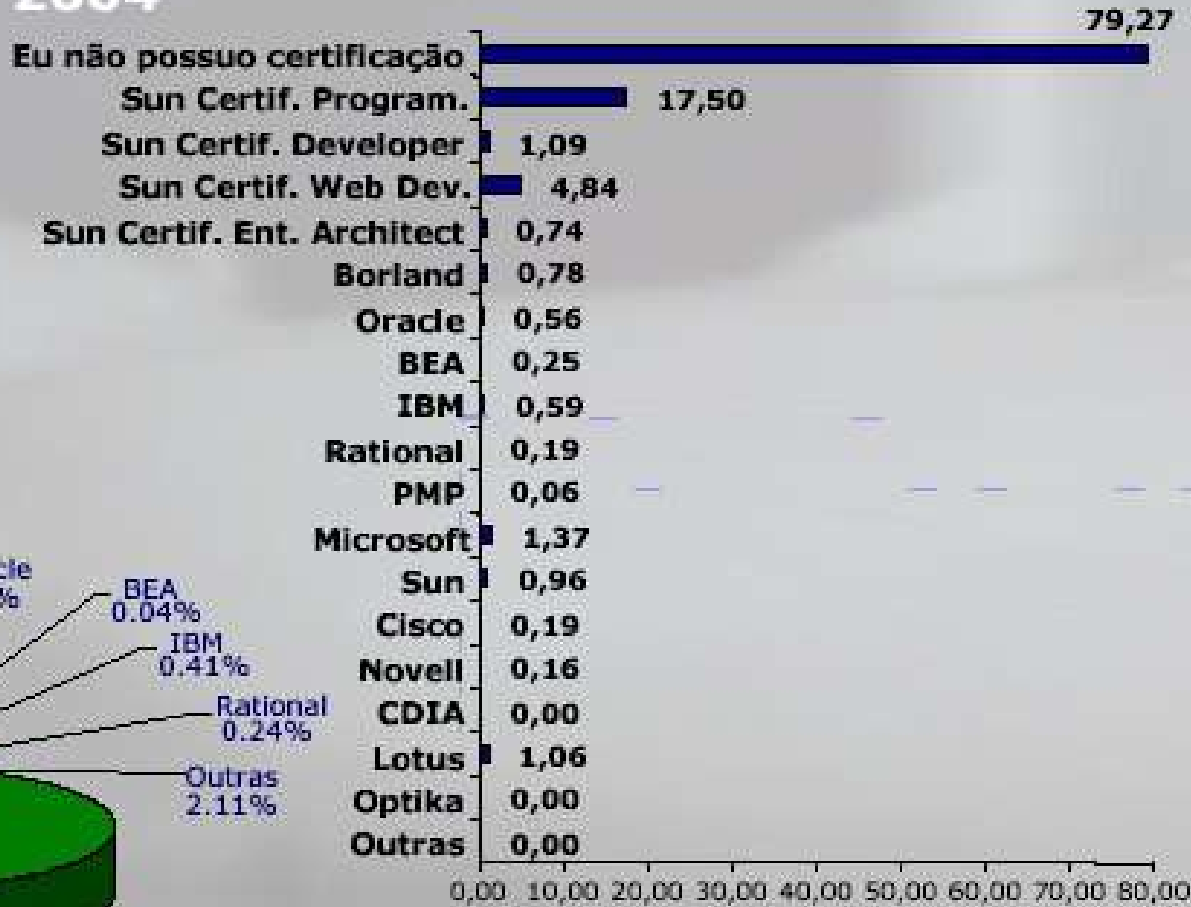 2004
79,27
Eu não possuo certificação
Sun Certif. Program. 17,50
Sun Certif. Developer 1,09
Sun Certif. Web Dev. 4,84
Sun Certif. Ent. Architect 0,74
Borland 0,78
Oracle 0,56
BEA 0,25
IBM 0,59
Rational 0,19
PMP 0,06
Microsoft 1,37
Sun 0,96
Cisco 0,19
Novell 0,16
CDIA 0,00
Lotus 1,06
Optika 0,00
Outras 0,00
0,00 10,00 20,00 30,00 40,00 50,00 60,00 70,00 80,00
cle
%
BEA
0.04%
IBM
0.41%
Rational
0.24%
Outras
2.11%